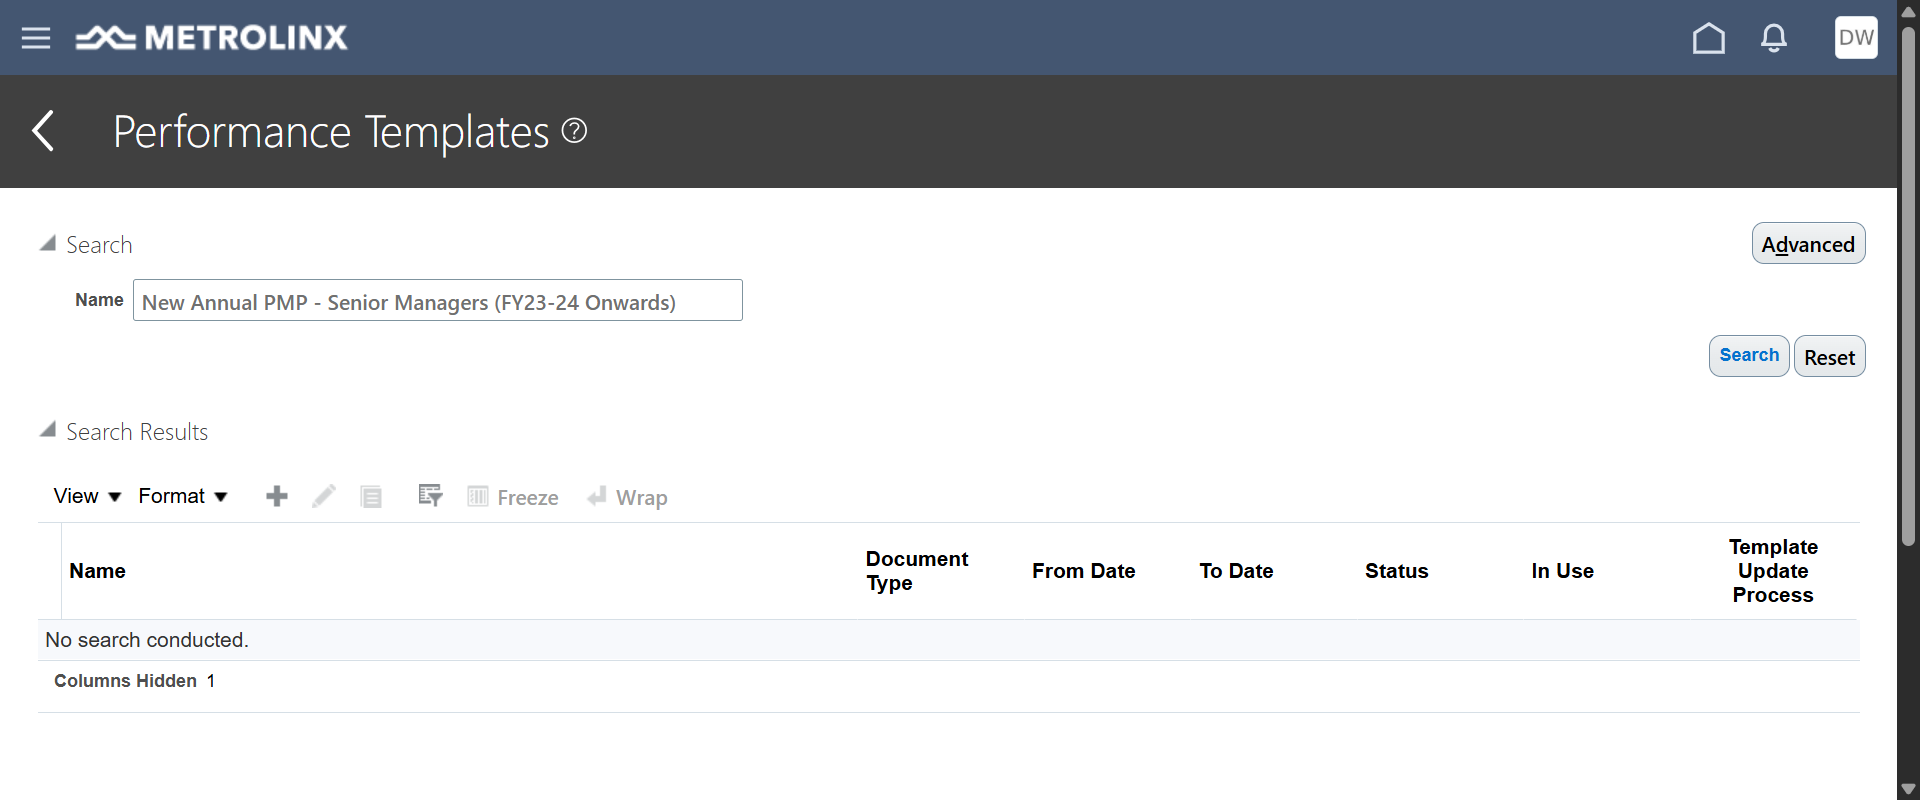 METROLINX
DW
Performance Templates ?
Search
Advanced
Name New Annual PMP - Senior Managers (FY23-24 Onwards)
Search Reset
Search Results
View Format Freeze Wrap
Name Document Type From Date To Date Status In Use Template Update Process
No search conducted.
Columns Hidden 1